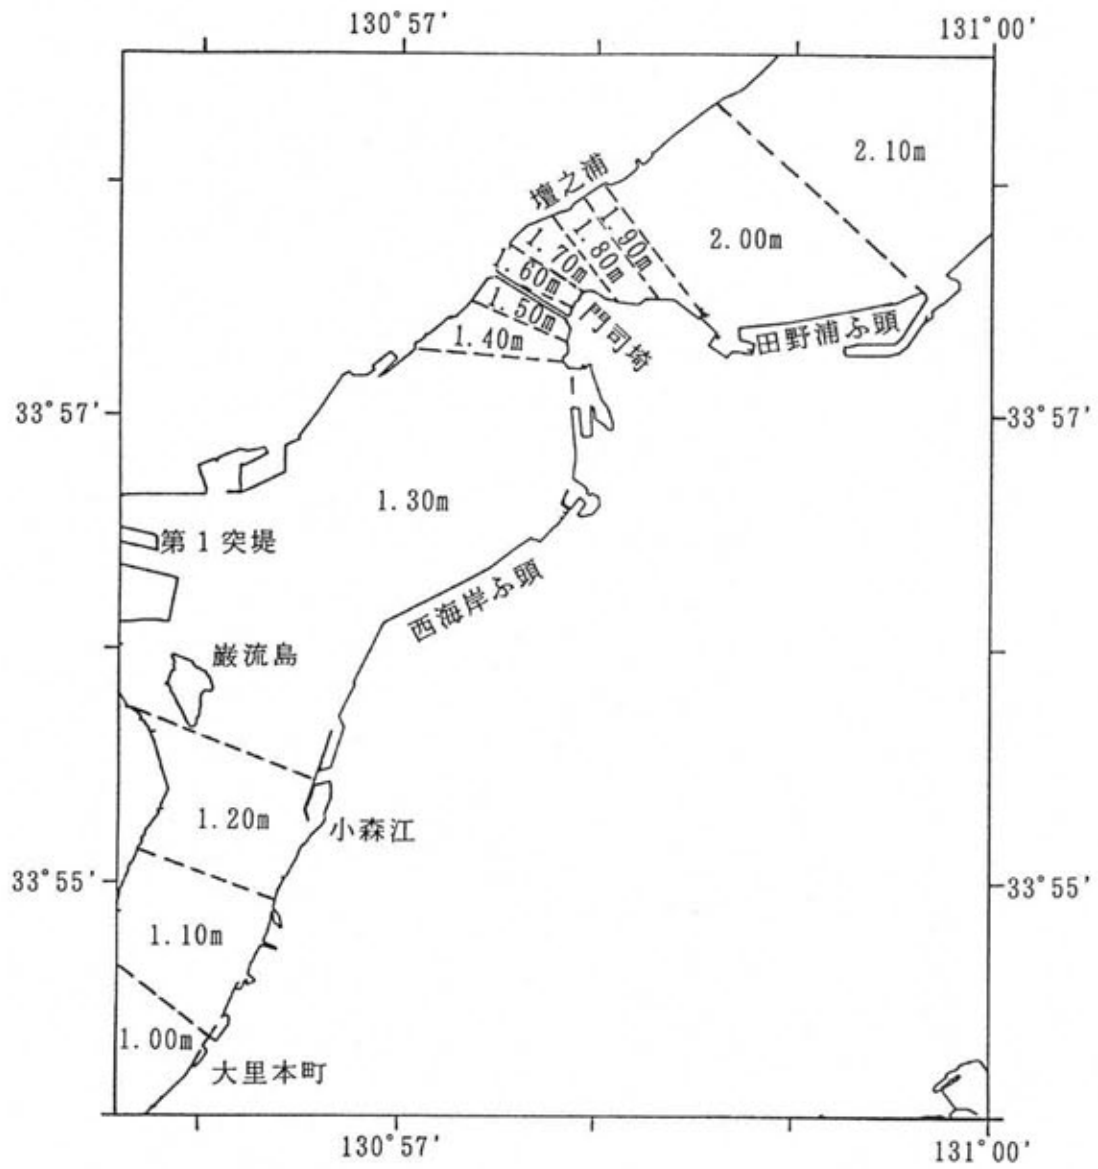 130°57'
131°00'
2.10m
壇之浦
2.00m
1.90m
1.80m
1.70m
1.60m
1.50m
1.40m
門司埼
田野浦ふ頭
33°57'
33°57'
1.30m
第1突堤
西海岸ふ頭
巌流島
1.20m
小森江
33°55'
33°55'
1.10m
1.00m
大里本町
130°57'
131°00'